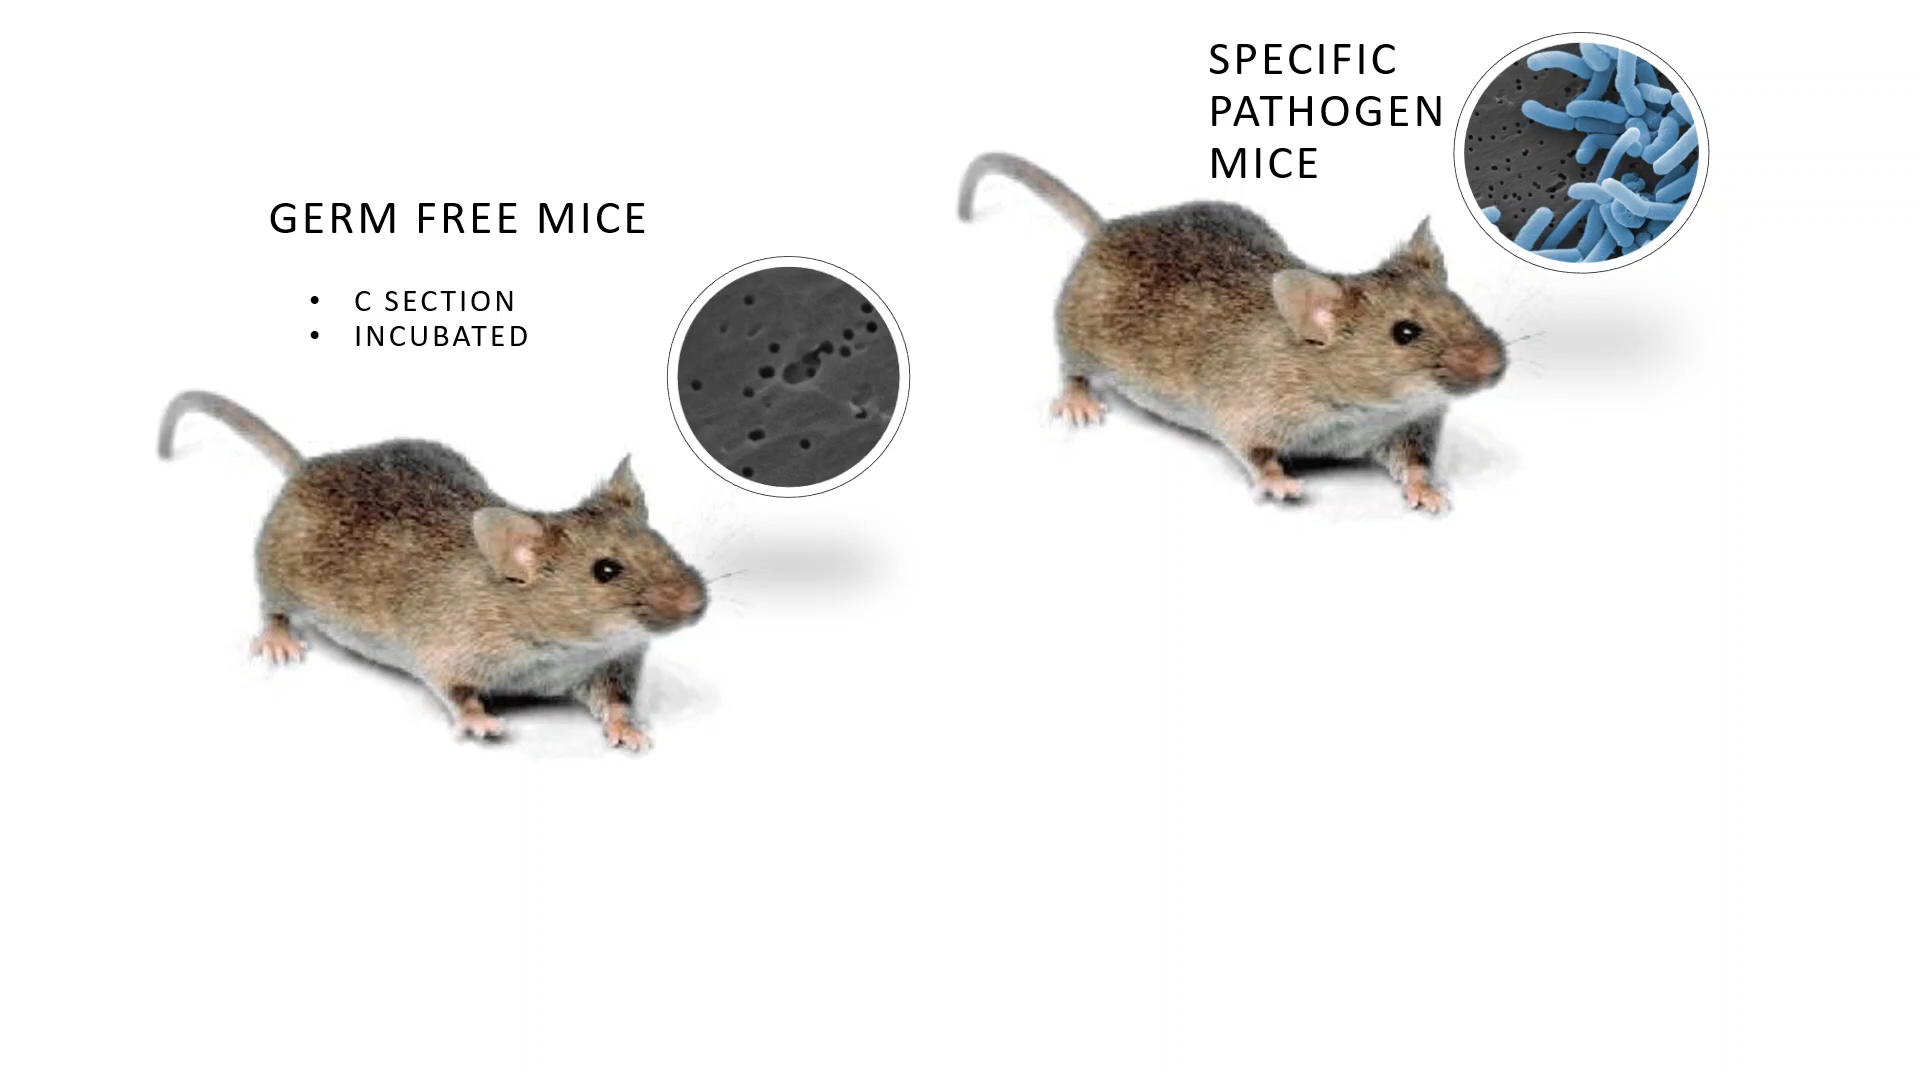 GERM FREE MICE
• C SECTION
• INCUBATED
SPECIFIC
PATHOGEN
MICE